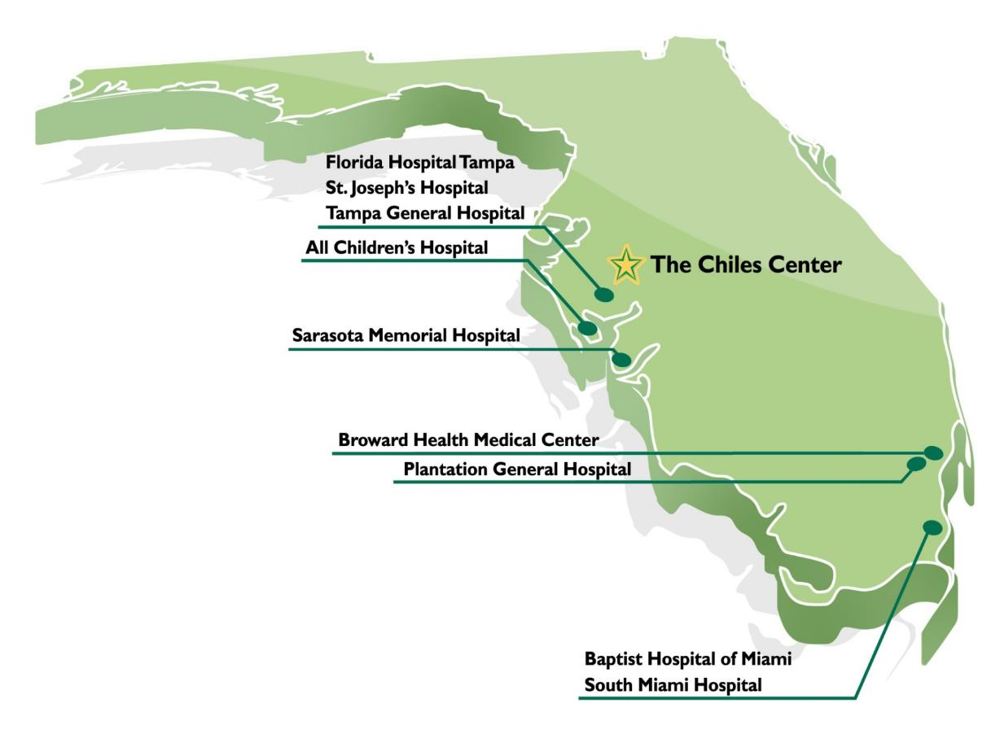 Florida Hospital Tampa
St. Joseph's Hospital
Tampa General Hospital
All Children's Hospital
The Chiles Center
Sarasota Memorial Hospital
Broward Health Medical Center
Plantation General Hospital
Baptist Hospital of Miami
South Miami Hospital